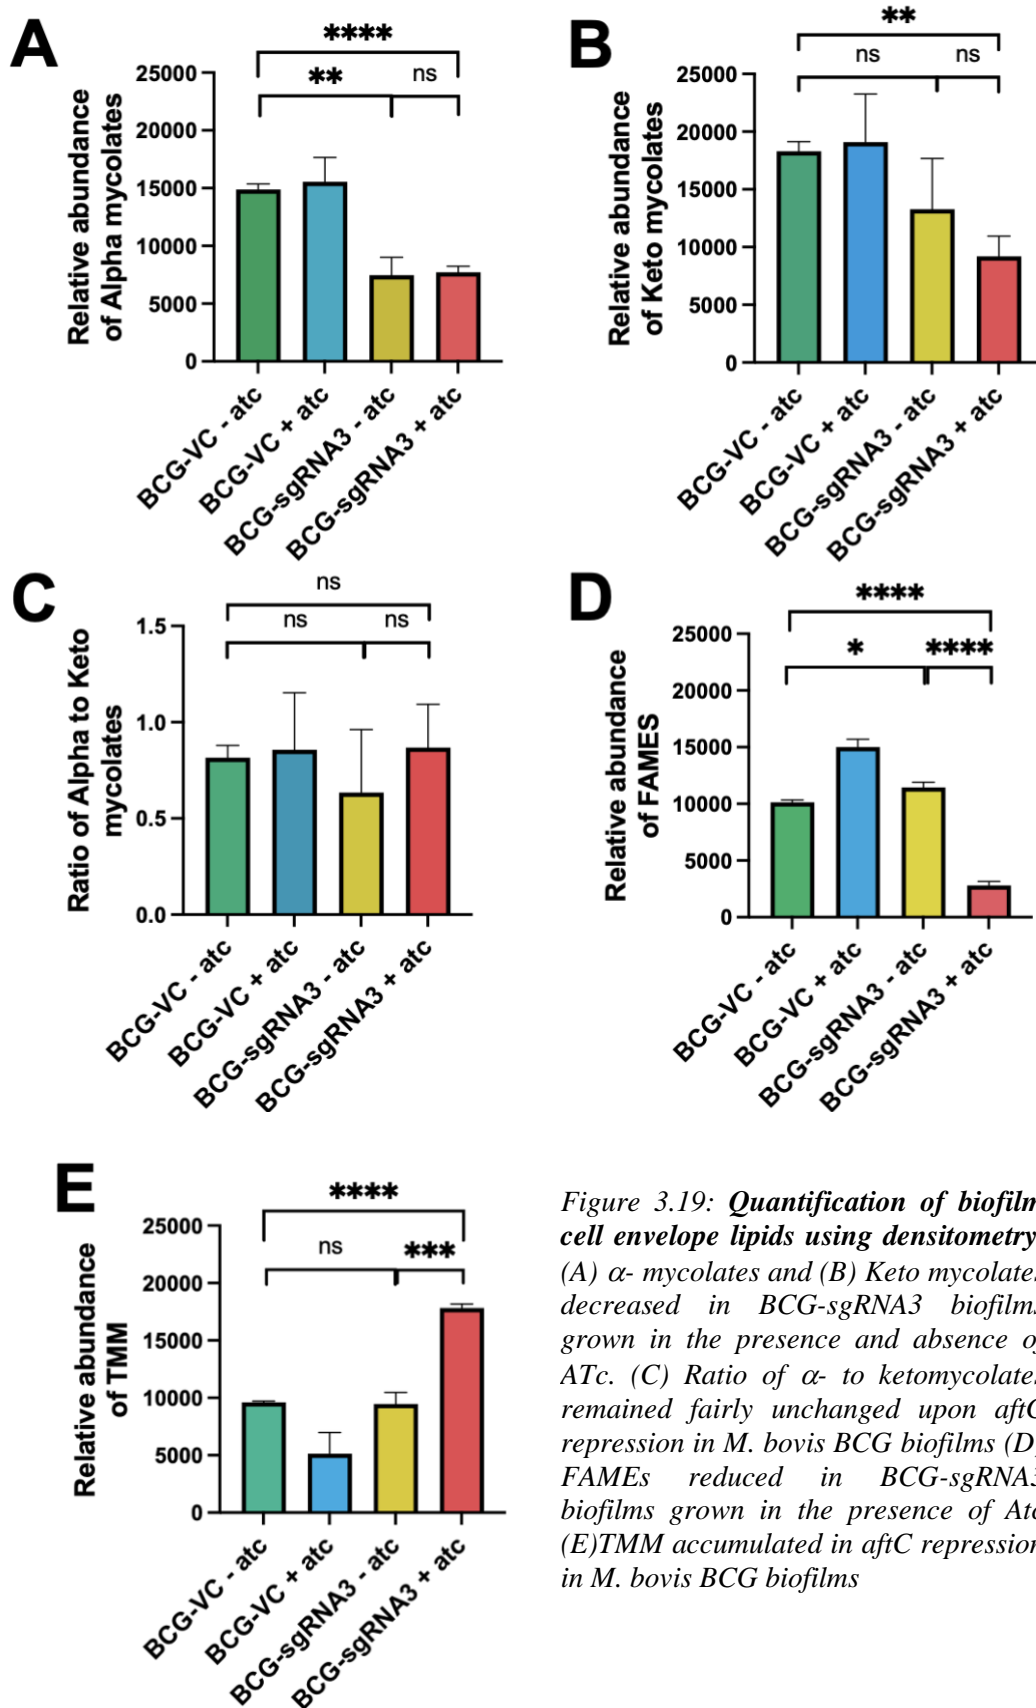 A
****
**
ns
25000
20000
15000
10000
5000
0
Relative abundance
of Alpha mycolates
BCG-VC - atc
BCG-VC + atc
BCG-sgRNA3 - atc
BCG-sgRNA3 + atc
B
**
ns
ns
25000
20000
15000
10000
5000
0
Relative abundance
of Keto mycolates
BCG-VC - atc
BCG-VC + atc
BCG-sgRNA3 - atc
BCG-sgRNA3 + atc
C
ns
ns
ns
1.5
1.0
0.5
0.0
Ratio of Alpha to Keto
mycolates
BCG-VC - atc
BCG-VC + atc
BCG-sgRNA3 - atc
BCG-sgRNA3 + atc
D
****
*
****
25000
20000
15000
10000
5000
0
Relative abundance
of FAMES
BCG-VC - atc
BCG-VC + atc
BCG-sgRNA3 - atc
BCG-sgRNA3 + atc
E
****
ns
***
25000
20000
15000
10000
5000
0
Relative abundance
of TMM
BCG-VC - atc
BCG-VC + atc
BCG-sgRNA3 - atc
BCG-sgRNA3 + atc
Figure 3.19: Quantification of biofilm
cell envelope lipids using densitometry
(A) α- mycolates and (B) Keto mycolates
decreased in BCG-sgRNA3 biofilms
grown in the presence and absence of
ATc. (C) Ratio of α- to ketomycolates
remained fairly unchanged upon aftC
repression in M. bovis BCG biofilms (D)
FAMEs reduced in BCG-sgRNA3
biofilms grown in the presence of Atc
(E)TMM accumulated in aftC repression
in M. bovis BCG biofilms